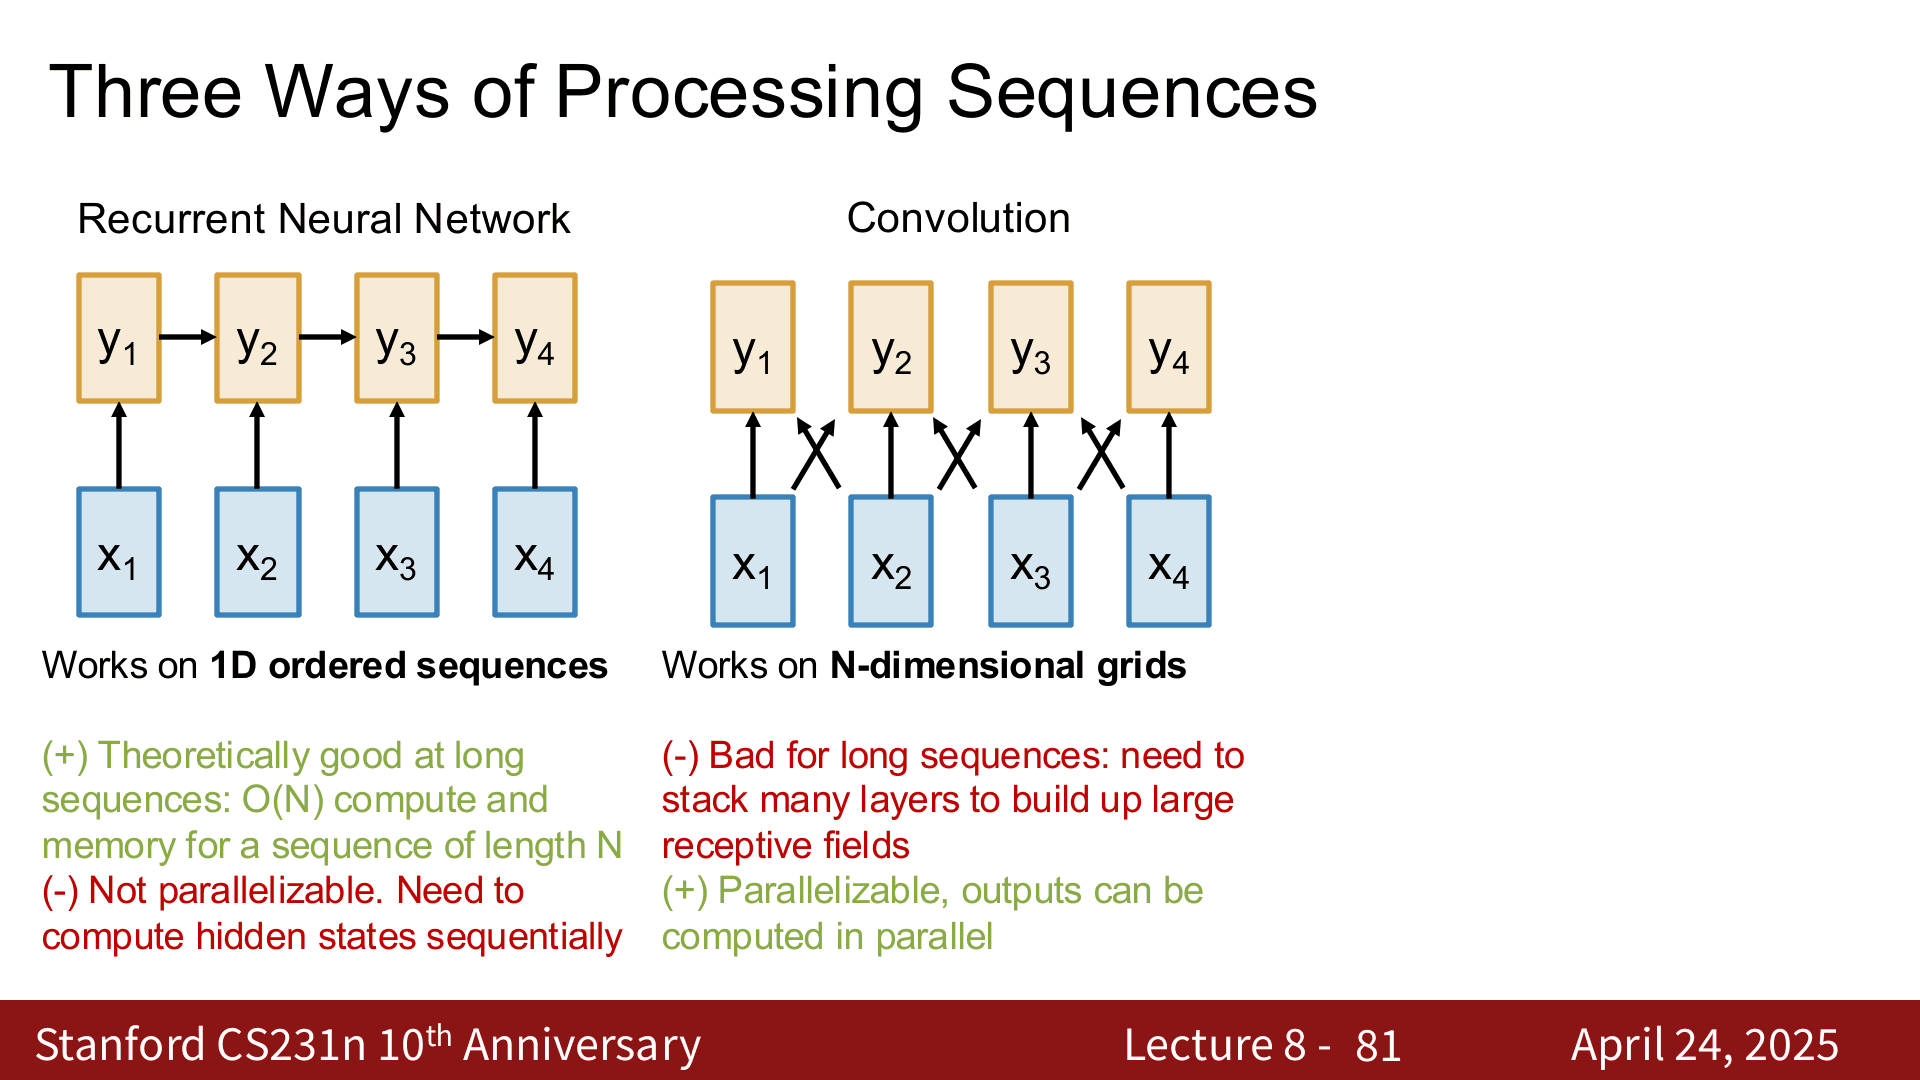 Three Ways of Processing Sequences
Recurrent Neural Network
y1 y2 y3 y4
x1 x2 x3 x4
Works on 1D ordered sequences
(+) Theoretically good at long
sequences: O(N) compute and
memory for a sequence of length N
(-) Not parallelizable. Need to
compute hidden states sequentially
Convolution
y1 y2 y3 y4
x1 x2 x3 x4
Works on N-dimensional grids
(-) Bad for long sequences: need to
stack many layers to build up large
receptive fields
(+) Parallelizable, outputs can be
computed in parallel
Stanford CS231n 10th Anniversary
Lecture 8 - 81
April 24, 2025